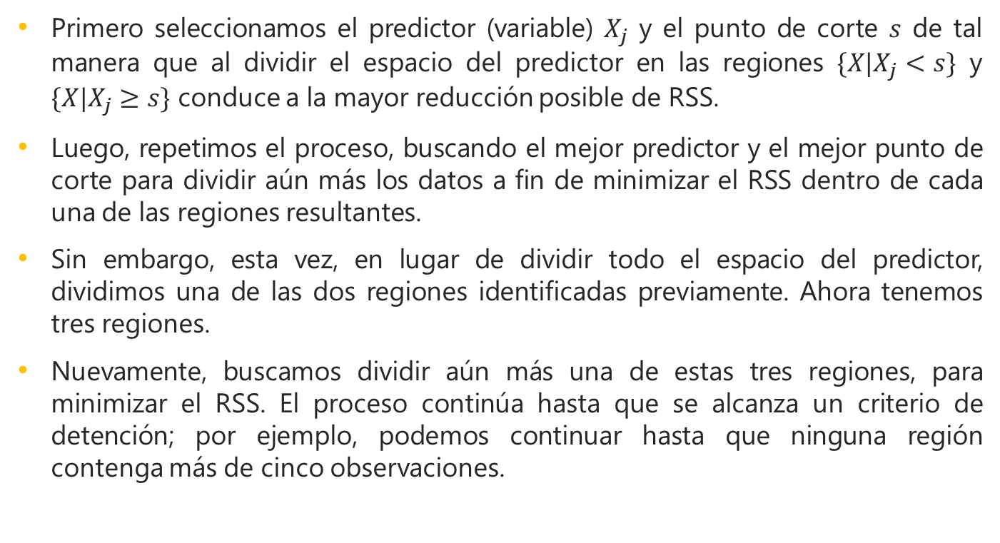 • Primero seleccionamos el predictor (variable) 𝑋𝑗 y el punto de corte 𝑠 de tal
manera que al dividir el espacio del predictor en las regiones {𝑋|𝑋𝑗 < 𝑠} y
{𝑋|𝑋𝑗 ≥ 𝑠} conduce a la mayor reducción posible de RSS.
• Luego, repetimos el proceso, buscando el mejor predictor y el mejor punto de
corte para dividir aún más los datos a fin de minimizar el RSS dentro de cada
una de las regiones resultantes.
• Sin embargo, esta vez, en lugar de dividir todo el espacio del predictor,
dividimos una de las dos regiones identificadas previamente. Ahora tenemos
tres regiones.
• Nuevamente, buscamos dividir aún más una de estas tres regiones, para
minimizar el RSS. El proceso continúa hasta que se alcanza un criterio de
detención; por ejemplo, podemos continuar hasta que ninguna región
contenga más de cinco observaciones.